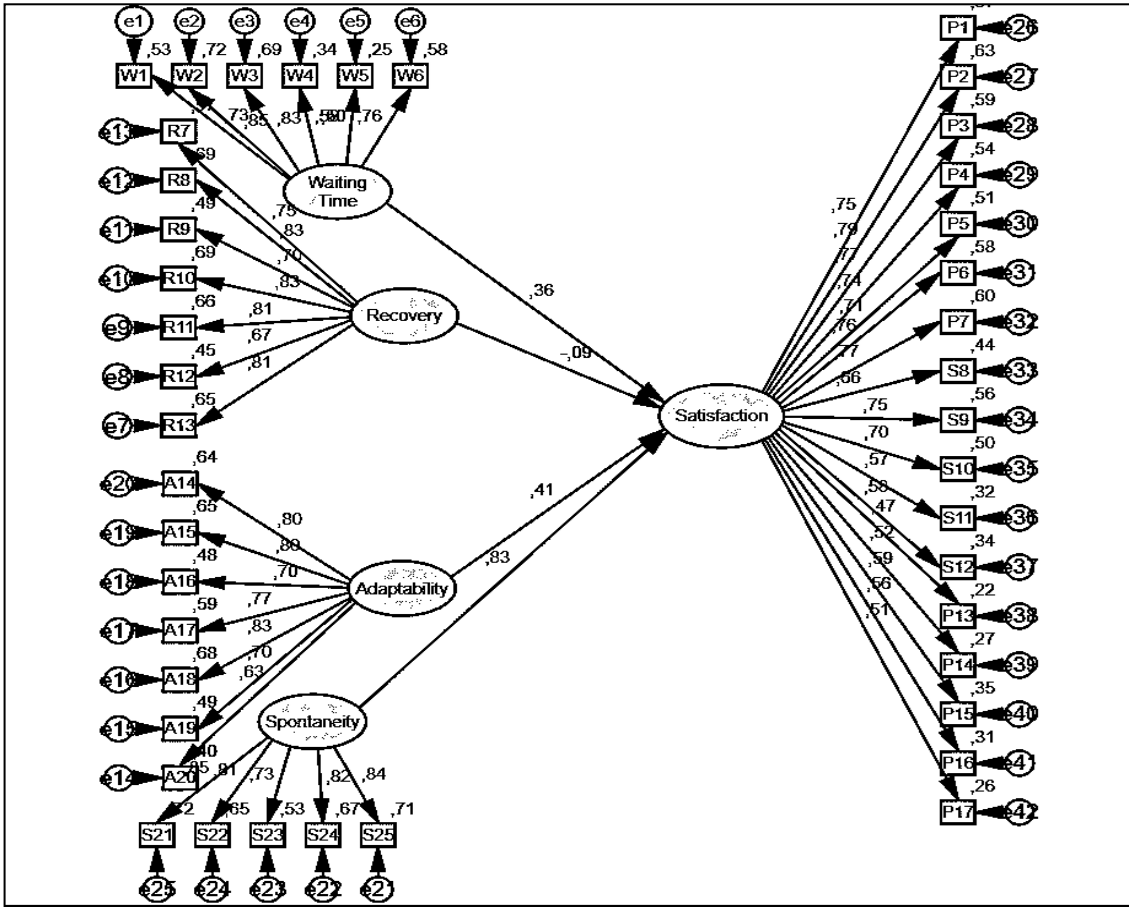 e1 e2 e3 e4 e5 e6
,53 ,72 ,69 ,34 ,25 ,58
W1 W2 W3 W4 W5 W6
,73 ,85 ,83 ,76
Waiting
Time
e13 R7
,69
e12 R8
,49
e11 R9
,69
e10 R10
,66
e9 R11
,45
e8 R12
,65
e7 R13
,75
,83
,70
,83
,81
,67
,81
Recovery
,36
-,09
,64
e20 A14
,65
e19 A15
,48
e18 A16
,59
e17 A17
,68
e16 A18
,49
e15 A19
,40
e14 A20
,80
,80
,70
,77
,83
,70
,63
Adaptability
,41
,83
Spontaneity
,85 ,81 ,73 ,82 ,84
,72 ,65 ,53 ,67 ,71
S21 S22 S23 S24 S25
e25 e24 e23 e22 e21
Satisfaction
,75
,79
,77
,74
,71
,76
,77
,66
,75
,70
,57
,58
,47
,52
,59
,56
,51
P1 e26
,63
P2 e27
,59
P3 e28
,54
P4 e29
,51
P5 e30
,58
P6 e31
,60
P7 e32
,44
S8 e33
,56
S9 e34
,50
S10 e35
,32
S11 e36
,34
S12 e37
,22
P13 e38
,27
P14 e39
,35
P15 e40
,31
P16 e41
,26
P17 e42